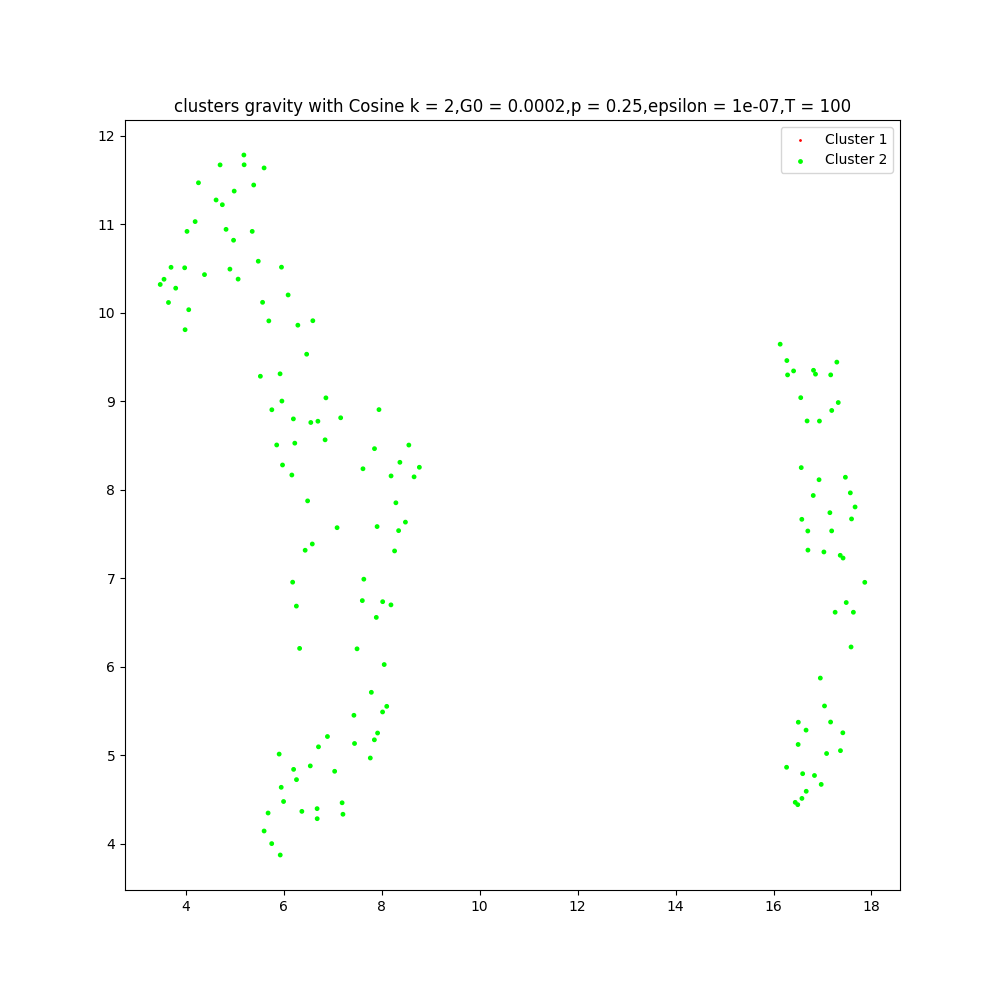 clusters gravity with Cosine k = 2,G0 = 0.0002,p = 0.25,epsilon = 1e-07,T = 100
Cluster 1
Cluster 2
12
11
10
9
8
7
6
5
4
4 6 8 10 12 14 16 18